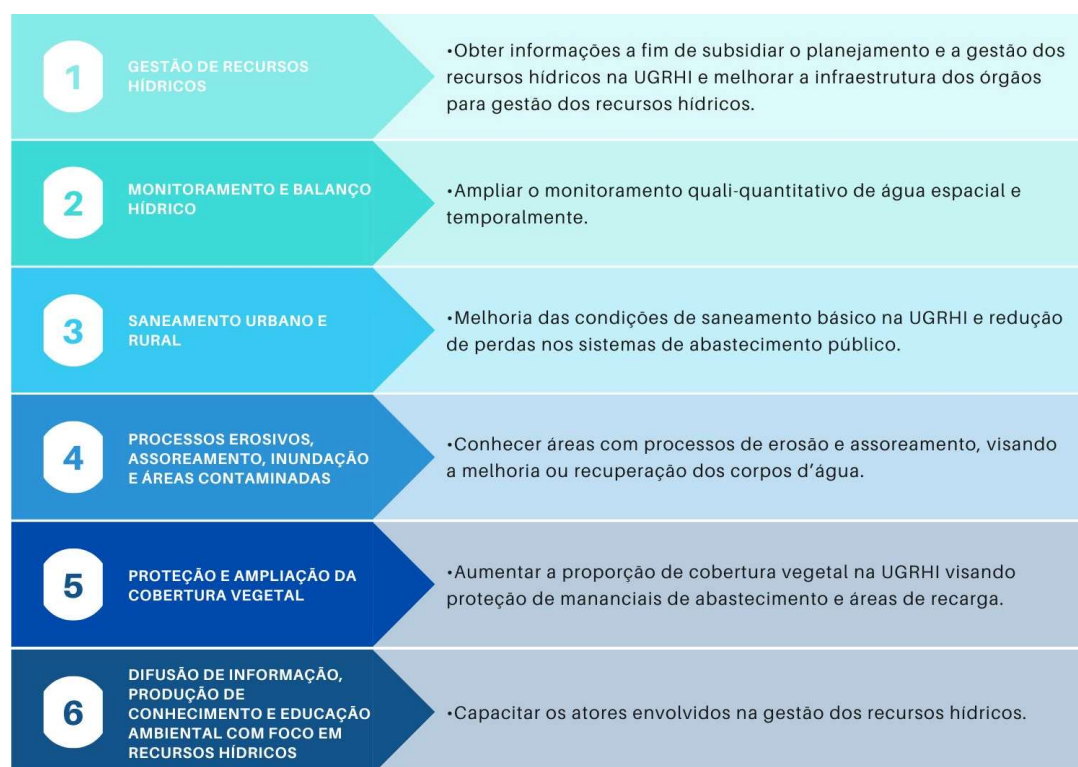 1
GESTÃO DE RECURSOS
HÍDRICOS
•Obter informações a fim de subsidiar o planejamento e a gestão dos
recursos hídricos na UGRHI e melhorar a infraestrutura dos órgãos
para gestão dos recursos hídricos.
2
MONITORAMENTO E BALANÇO
HÍDRICO
•Ampliar o monitoramento quali-quantitativo de água espacial e
temporalmente.
3
SANEAMENTO URBANO E
RURAL
•Melhoria das condições de saneamento básico na UGRHI e redução
de perdas nos sistemas de abastecimento público.
4
PROCESSOS EROSIVOS,
ASSOREAMENTO, INUNDAÇÃO
E ÁREAS CONTAMINADAS
•Conhecer áreas com processos de erosão e assoreamento, visando
a melhoria ou recuperação dos corpos d’água.
5
PROTEÇÃO E AMPLIAÇÃO DA
COBERTURA VEGETAL
•Aumentar a proporção de cobertura vegetal na UGRHI visando
proteção de mananciais de abastecimento e áreas de recarga.
6
DIFUSÃO DE INFORMAÇÃO,
PRODUÇÃO DE
CONHECIMENTO E EDUCAÇÃO
AMBIENTAL COM FOCO EM
RECURSOS HÍDRICOS
•Capacitar os atores envolvidos na gestão dos recursos hídricos.